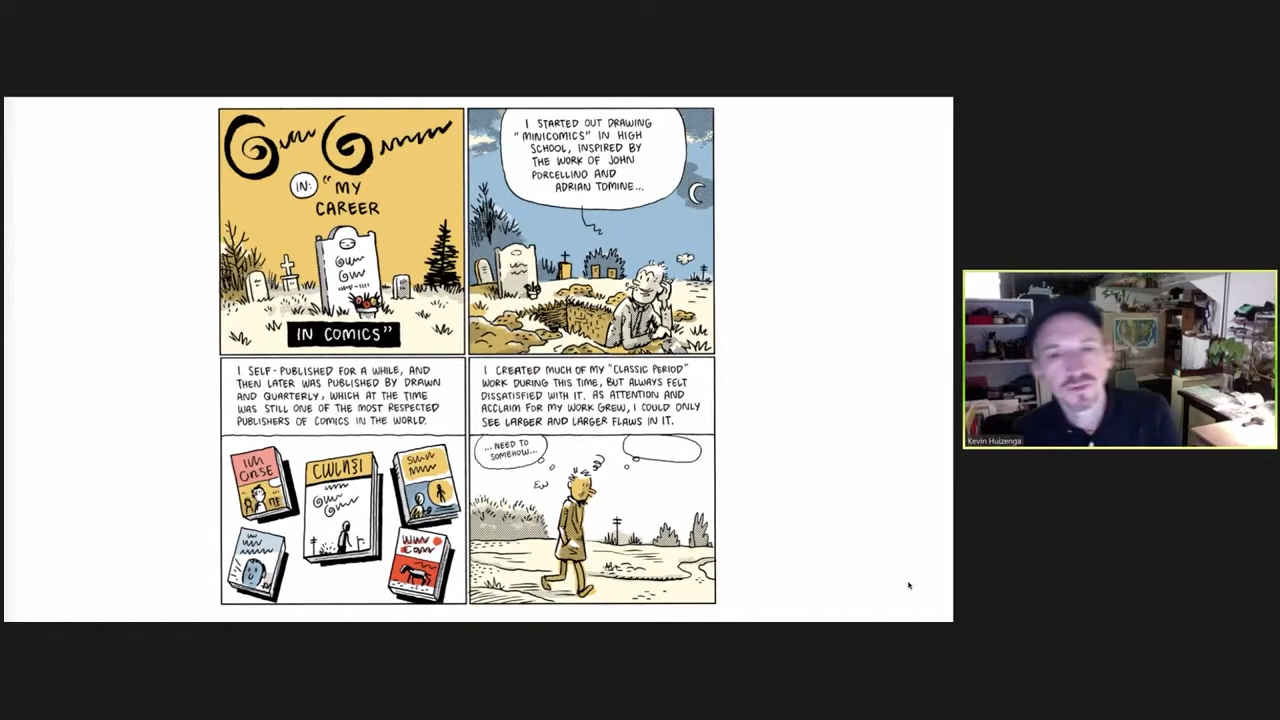 IN:
"MY
CAREER
IN COMICS"
I STARTED OUT DRAWING
"MINICOMICS" IN HIGH
SCHOOL, INSPIRED BY
THE WORK OF JOHN
PORCELLINO AND
ADRIAN TOMINE...
I SELF-PUBLISHED FOR A WHILE, AND
THEN LATER WAS PUBLISHED BY DRAWN
AND QUARTERLY, WHICH AT THE TIME
WAS STILL ONE OF THE MOST RESPECTED
PUBLISHERS OF COMICS IN THE WORLD.
I CREATED MUCH OF MY "CLASSIC PERIOD"
WORK DURING THIS TIME, BUT ALWAYS FELT
DISSATISFIED WITH IT. AS ATTENTION AND
ACCLAIM FOR MY WORK GREW, I COULD ONLY
SEE LARGER AND LARGER FLAWS IN IT.
...NEED TO
SOMEHOW...
Kevin Huizenga